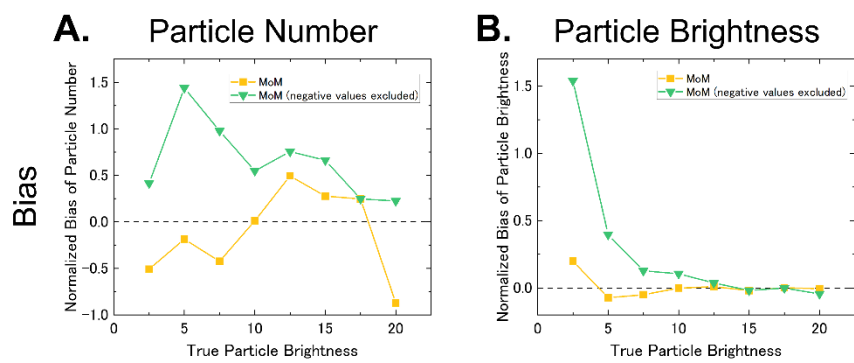 A. Particle Number
B. Particle Brightness
Bias
Normalized Bias of Particle Number
1.5
1.0
0.5
0.0
-0.5
-1.0
MoM
MoM (negative values excluded)
0 5 10 15 20
True Particle Brightness
Normalized Bias of Particle Brightness
1.5
1.0
0.5
0.0
MoM
MoM (negative values excluded)
0 5 10 15 20
True Particle Brightness